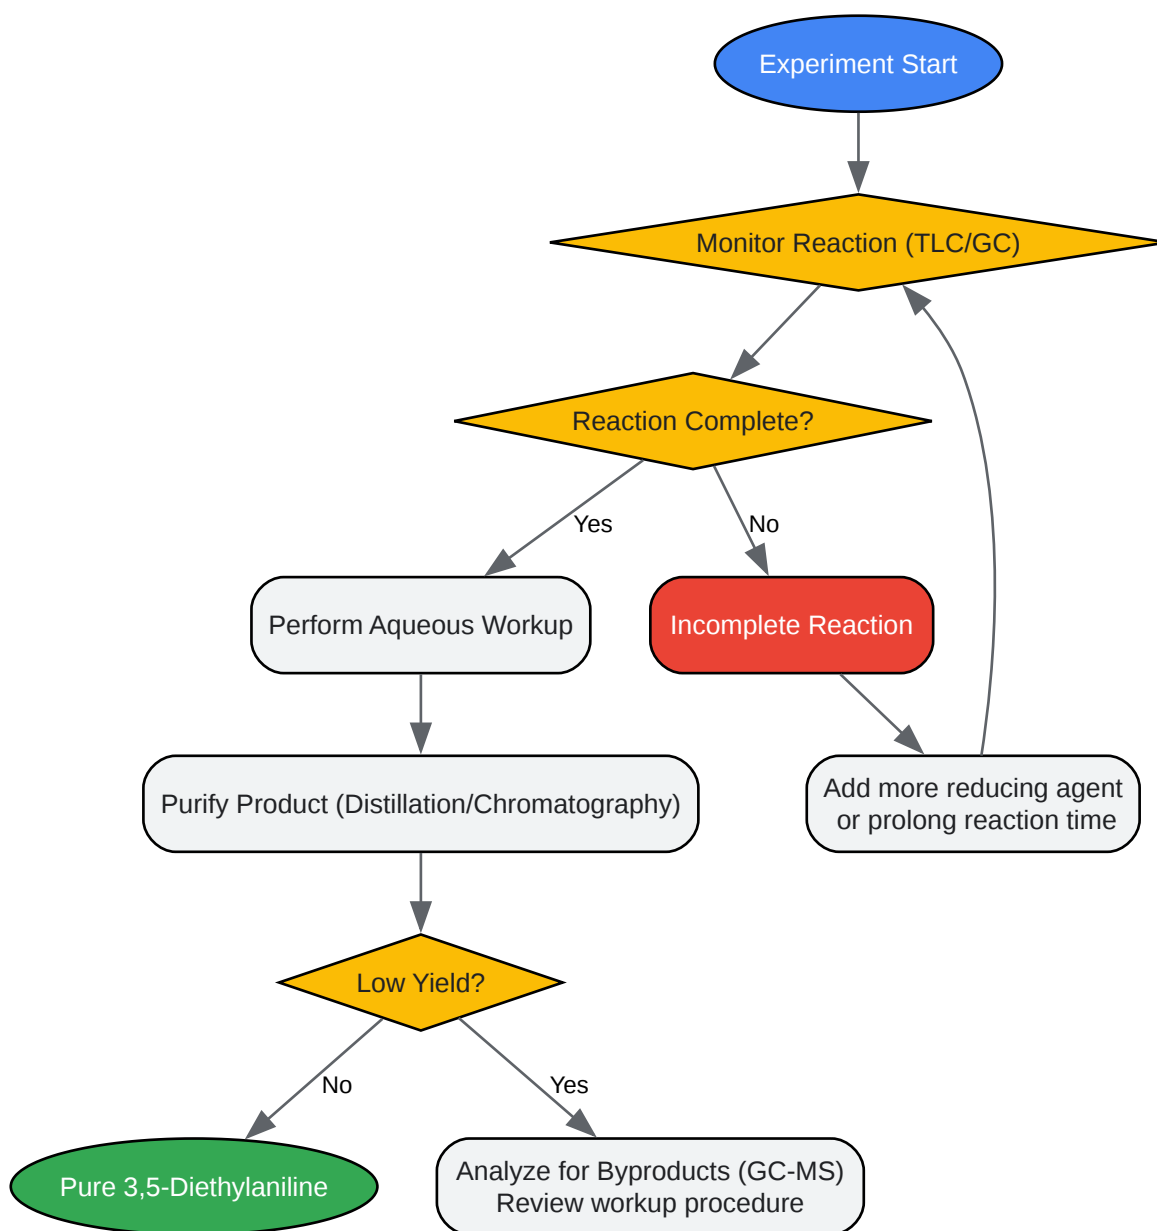 Experiment Start
Monitor Reaction (TLC/GC)
Reaction Complete?
Yes
No
Perform Aqueous Workup
Incomplete Reaction
Purify Product (Distillation/Chromatography)
Add more reducing agent
or prolong reaction time
Low Yield?
No
Yes
Pure 3,5-Diethylaniline
Analyze for Byproducts (GC-MS)
Review workup procedure